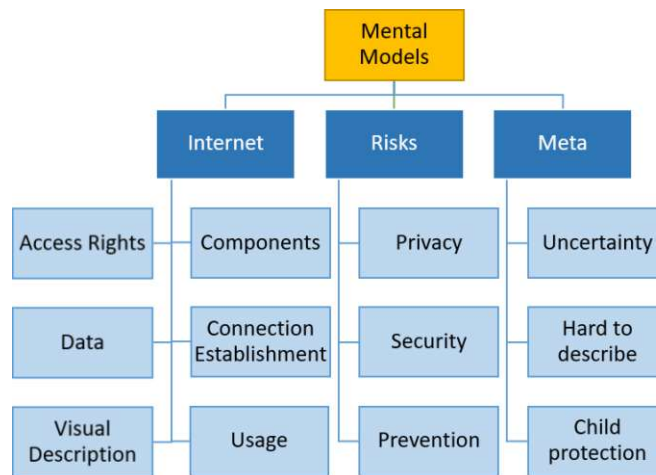 Mental
Models
Internet
Risks
Meta
Access Rights
Components
Privacy
Uncertainty
Data
Connection
Establishment
Security
Hard to
describe
Visual
Description
Usage
Prevention
Child
protection